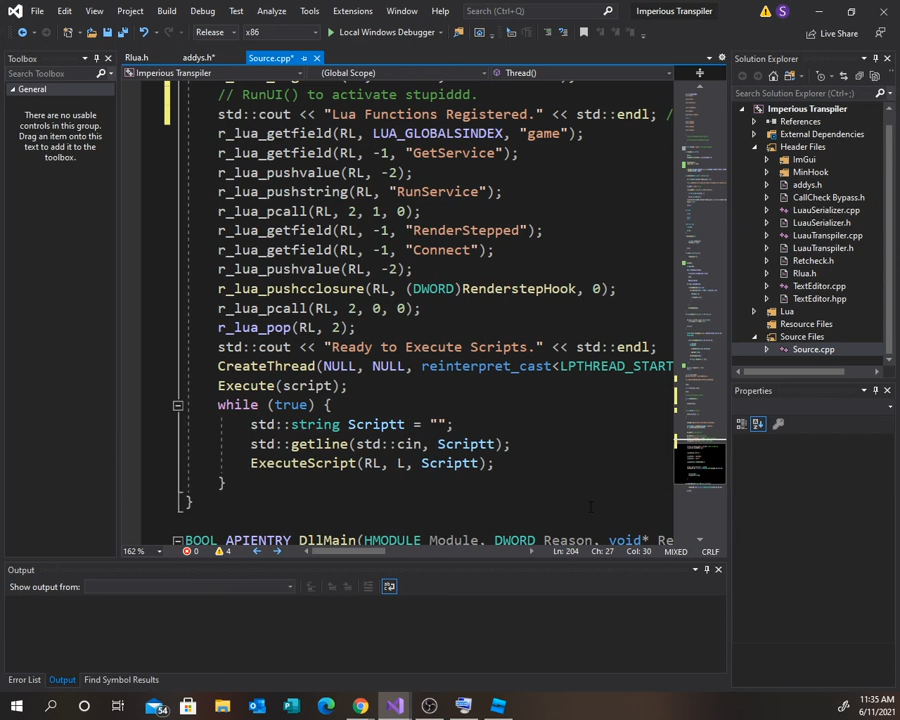 File Edit View Project Build Debug Test Analyze Tools Extensions Window Help Search (Ctrl+Q) Imperious Transpiler S
Release x86 Local Windows Debugger Live Share
Toolbox
Search Toolbox
General
There are no usable
controls in this group.
Drag an item onto this
text to add it to the
toolbox.
Rlua.h addys.h* Source.cpp*
Imperious Transpiler (Global Scope) Thread()
// RunUI() to activate stupiddd.
std::cout << "Lua Functions Registered." << std::endl; /
r_lua_getfield(RL, LUA_GLOBALSINDEX, "game");
r_lua_getfield(RL, -1, "GetService");
r_lua_pushvalue(RL, -2);
r_lua_pushstring(RL, "RunService");
r_lua_pcall(RL, 2, 1, 0);
r_lua_getfield(RL, -1, "RenderStepped");
r_lua_getfield(RL, -1, "Connect");
r_lua_pushvalue(RL, -2);
r_lua_pushcclosure(RL, (DWORD)RenderstepHook, 0);
r_lua_pcall(RL, 2, 0, 0);
r_lua_pop(RL, 2);
std::cout << "Ready to Execute Scripts." << std::endl;
CreateThread(NULL, NULL, reinterpret_cast<LPTHREAD_START
Execute(script);
while (true) {
std::string Scriptt = "";
std::getline(std::cin, Scriptt);
ExecuteScript(RL, L, Scriptt);
}
}
BOOL APIENTRY DllMain(HMODULE Module, DWORD Reason, void* Re
162 % 0 4 Ln: 204 Ch: 27 Col: 30 MIXED CRLF
Solution Explorer
Search Solution Explorer (Ctrl+;)
Imperious Transpiler
References
External Dependencies
Header Files
ImGui
MinHook
addys.h
CallCheck Bypass.h
LuauSerializer.cpp
LuauSerializer.h
LuauTranspiler.cpp
LuauTranspiler.h
Retcheck.h
Rlua.h
TextEditor.cpp
TextEditor.hpp
Lua
Resource Files
Source Files
Source.cpp
Properties
Output
Show output from:
Error List Output Find Symbol Results
54
11:35 AM
6/11/2021